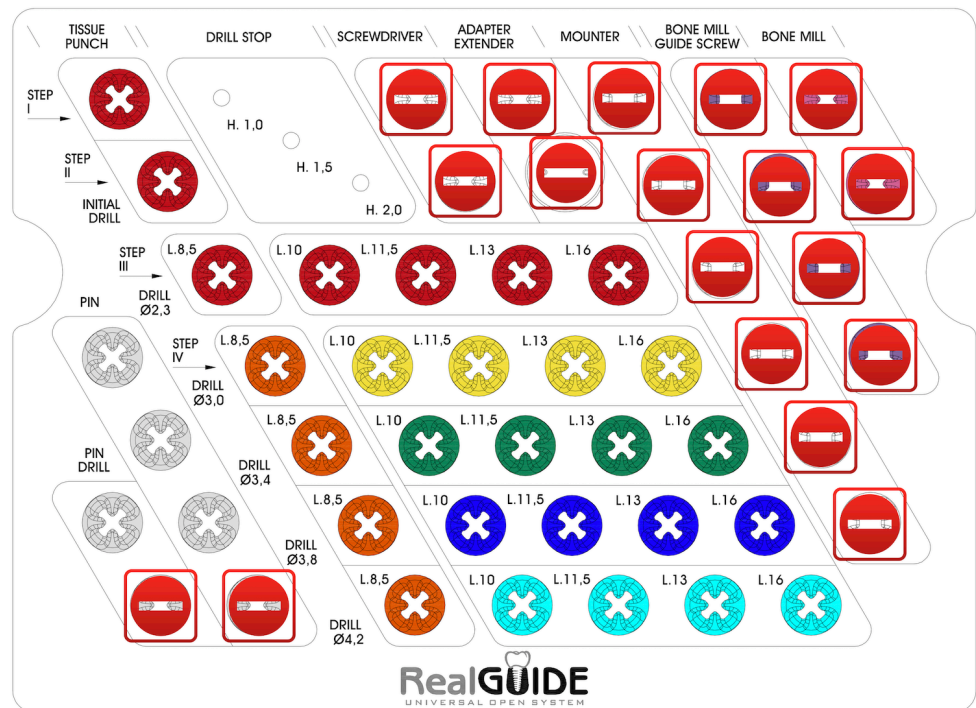 TISSUE
PUNCH
DRILL STOP
SCREWDRIVER
ADAPTER
EXTENDER
MOUNTER
BONE MILL
GUIDE SCREW
BONE MILL
STEP
I
H. 1,0
STEP
II
H. 1,5
INITIAL
DRILL
H. 2,0
STEP
III
L.8,5
L.10
L.11,5
L.13
L.16
DRILL
Ø2,3
PIN
STEP
IV
L.8,5
L.10
L.11,5
L.13
L.16
DRILL
Ø3,0
L.8,5
L.10
L.11,5
L.13
L.16
PIN
DRILL
DRILL
Ø3,4
L.8,5
L.10
L.11,5
L.13
L.16
DRILL
Ø3,8
L.8,5
L.10
L.11,5
L.13
L.16
DRILL
Ø4,2
RealGUIDE
UNIVERSAL OPEN SYSTEM